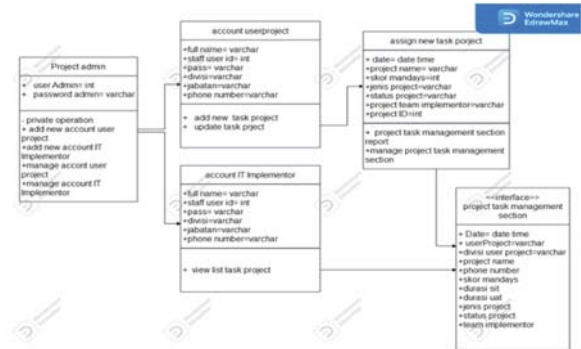 Wondershare
EdrawMax
Project admin
+ user Admin= int
+ password admin= varchar
- private operation
+ add new account user
project
+add new account IT
Implementor
+manage accont user
project
+manage accont IT
Implementor
account userproject
+full name= varchar
+staff user id= int
+pass= varchar
+divisi=varchar
+jabatan=varchar
+phone number=varchar
+ add new task project
+ update task prject
account IT Implementor
+full name= varchar
+staff user id= int
+pass= varchar
+divisi=varchar
+jabatan=varchar
+phone number=varchar
+ view list task project
assign new task porject
+ date= date time
+project name= varchar
+skor mandays=int
+jenis project=varchar
+status project=varchar
+project team implementor=varchar
+project ID=int
+ project task management section
report
+manage project task management
section
<<interface>>
project task management
section
+ Date= date time
+ userProject=varchar
+divisi user project=varchar
+project name
+phone number
+skor mandays
+durasi sit
+durasi uat
+jenis project
+status project
+team implementor